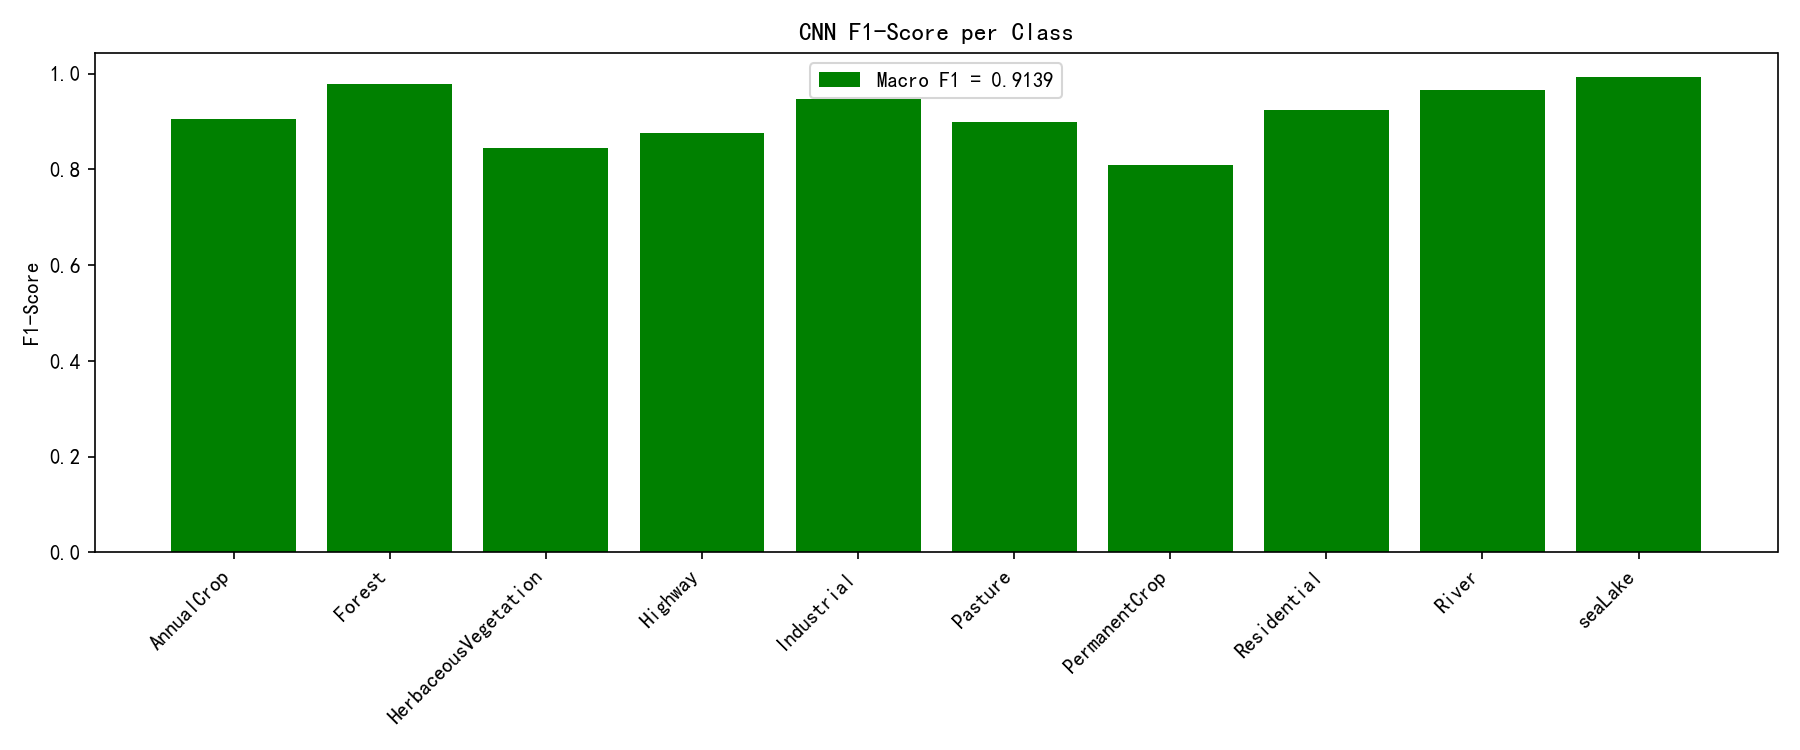 CNN F1-Score per Class
Macro F1 = 0.9139
F1-Score
1.0
0.8
0.6
0.4
0.2
0.0
AnnualCrop
Forest
HerbaceousVegetation
Highway
Industrial
Pasture
PermanentCrop
Residential
River
seaLake